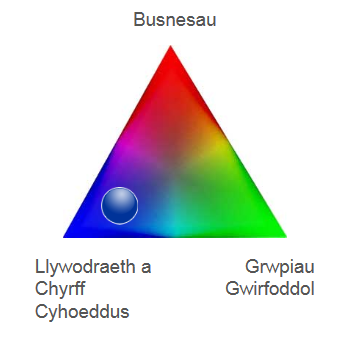 Busnesau
Llywodraeth a
Chyrff
Cyhoeddus
Grwpiau
Gwirfoddol